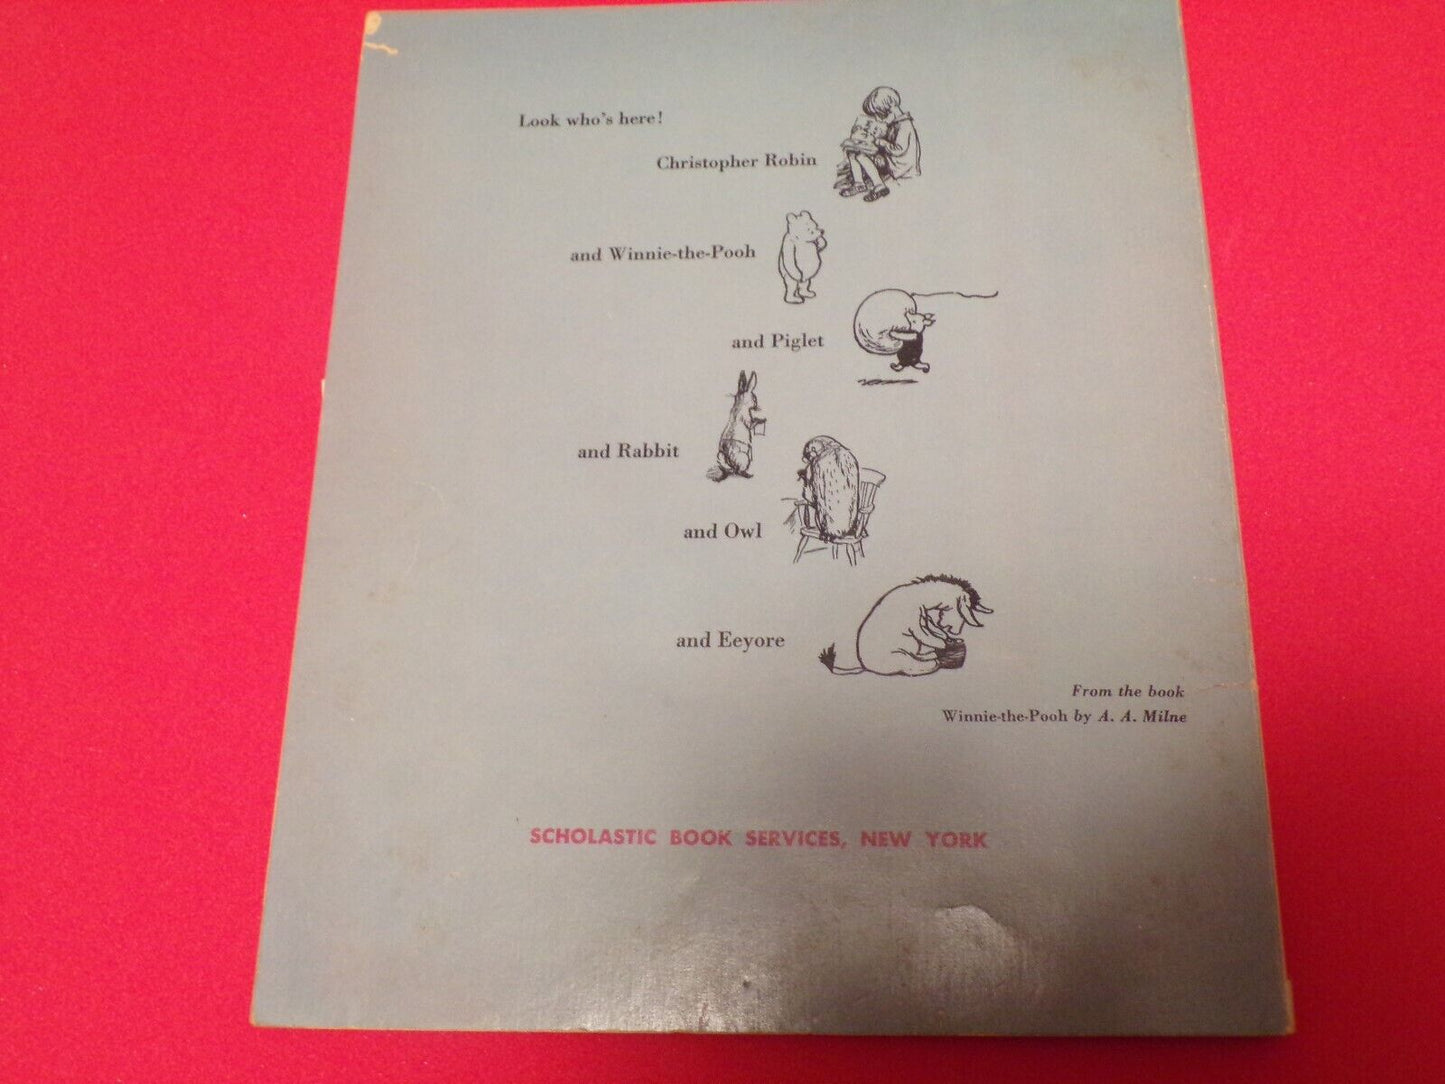 Look who's here!
Christopher Robin
and Winnie-the-Pooh
and Piglet
and Rabbit
and Owl
and Eeyore
From the book
Winnie-the-Pooh by A. A. Milne
SCHOLASTIC BOOK SERVICES, NEW YORK